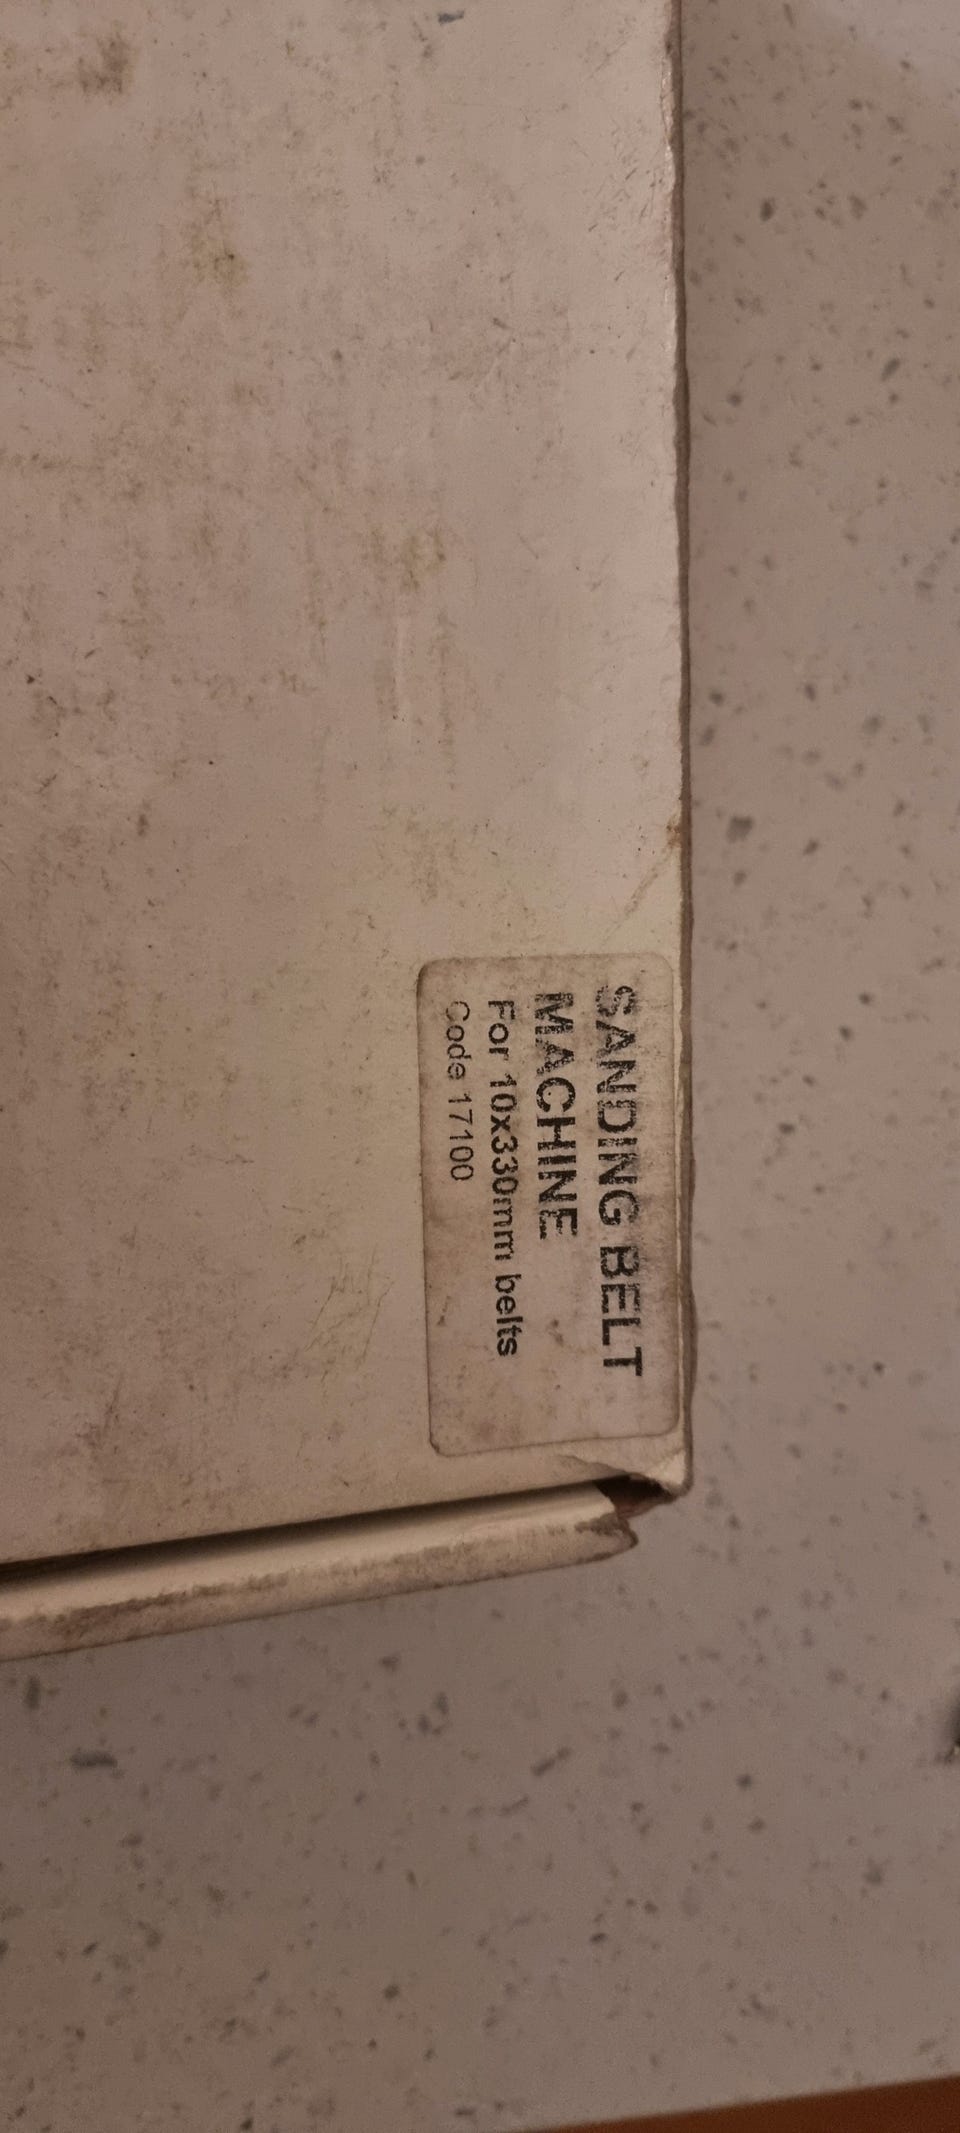 SANDING BELT
MACHINE
For 10x330mm belts
Code 17100